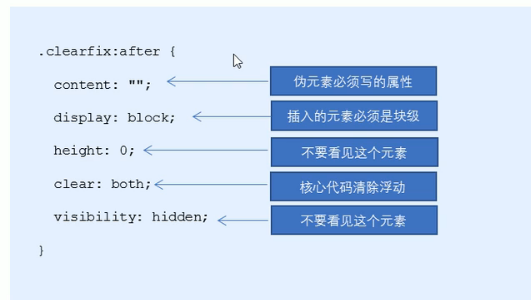 .clearfix:after {
content: "";
伪元素必须写的属性
display: block;
插入的元素必须是块级
height: 0;
不要看见这个元素
clear: both;
核心代码清除浮动
visibility: hidden;
不要看见这个元素
}